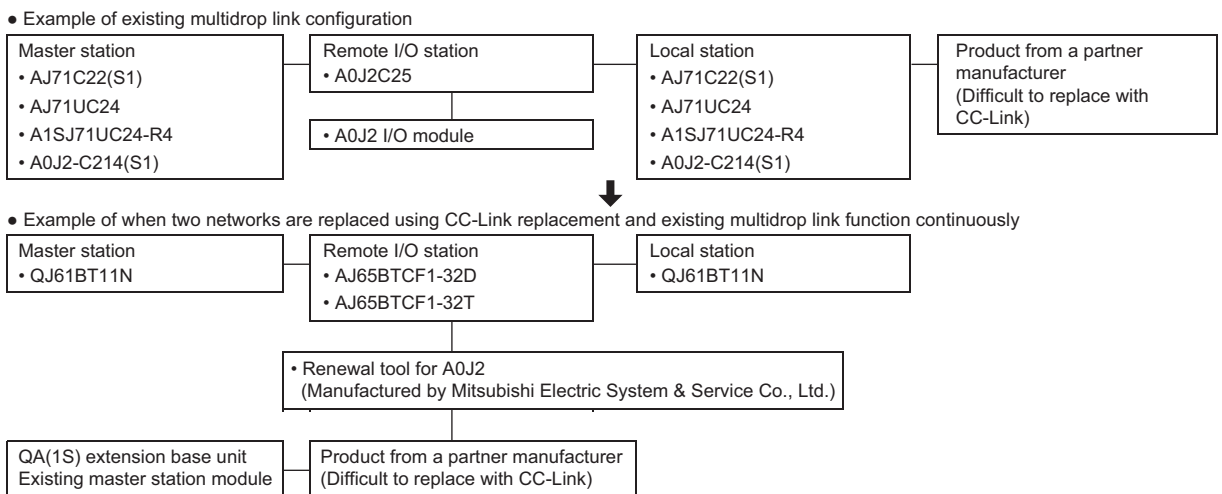 ● Example of existing multidrop link configuration
Master station
• AJ71C22(S1)
• AJ71UC24
• A1SJ71UC24-R4
• A0J2-C214(S1)
Remote I/O station
• A0J2C25
• A0J2 I/O module
Local station
• AJ71C22(S1)
• AJ71UC24
• A1SJ71UC24-R4
• A0J2-C214(S1)
Product from a partner
manufacturer
(Difficult to replace with
CC-Link)
● Example of when two networks are replaced using CC-Link replacement and existing multidrop link function continuously
Master station
• QJ61BT11N
Remote I/O station
• AJ65BTCF1-32D
• AJ65BTCF1-32T
Local station
• QJ61BT11N
• Renewal tool for A0J2
(Manufactured by Mitsubishi Electric System & Service Co., Ltd.)
QA(1S) extension base unit
Existing master station module
Product from a partner manufacturer
(Difficult to replace with CC-Link)